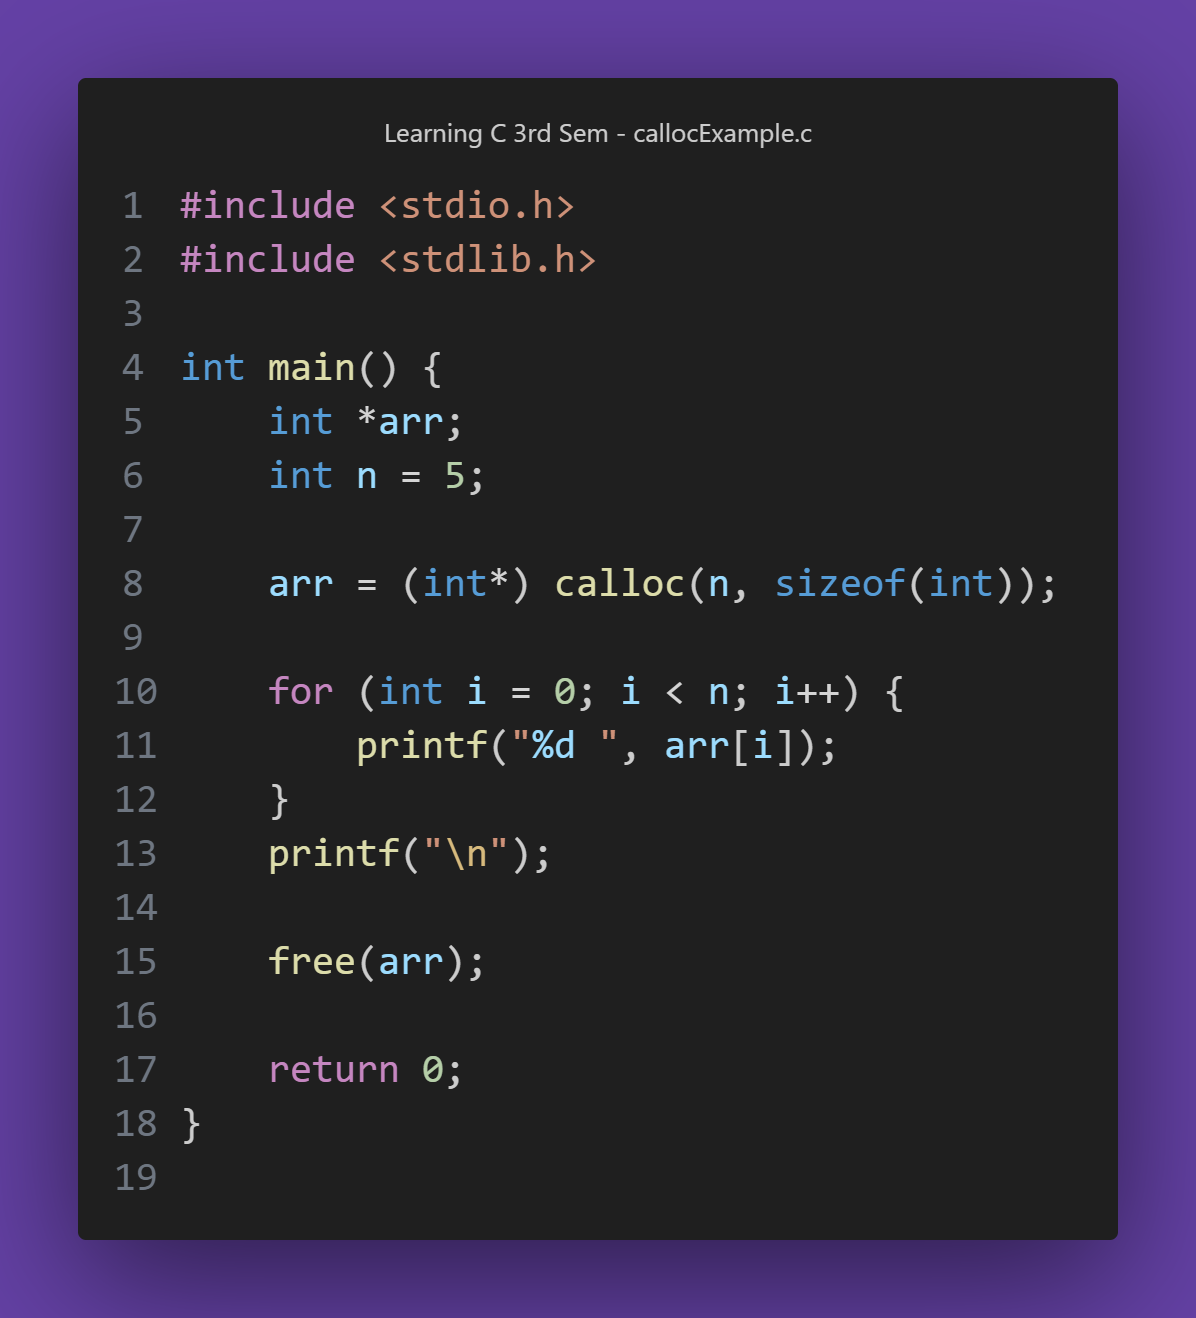 Learning C 3rd Sem - callocExample.c
1 #include <stdio.h>
2 #include <stdlib.h>
3
4 int main() {
5     int *arr;
6     int n = 5;
7
8     arr = (int*) calloc(n, sizeof(int));
9
10     for (int i = 0; i < n; i++) {
11         printf("%d ", arr[i]);
12     }
13     printf("\n");
14
15     free(arr);
16
17     return 0;
18 }
19